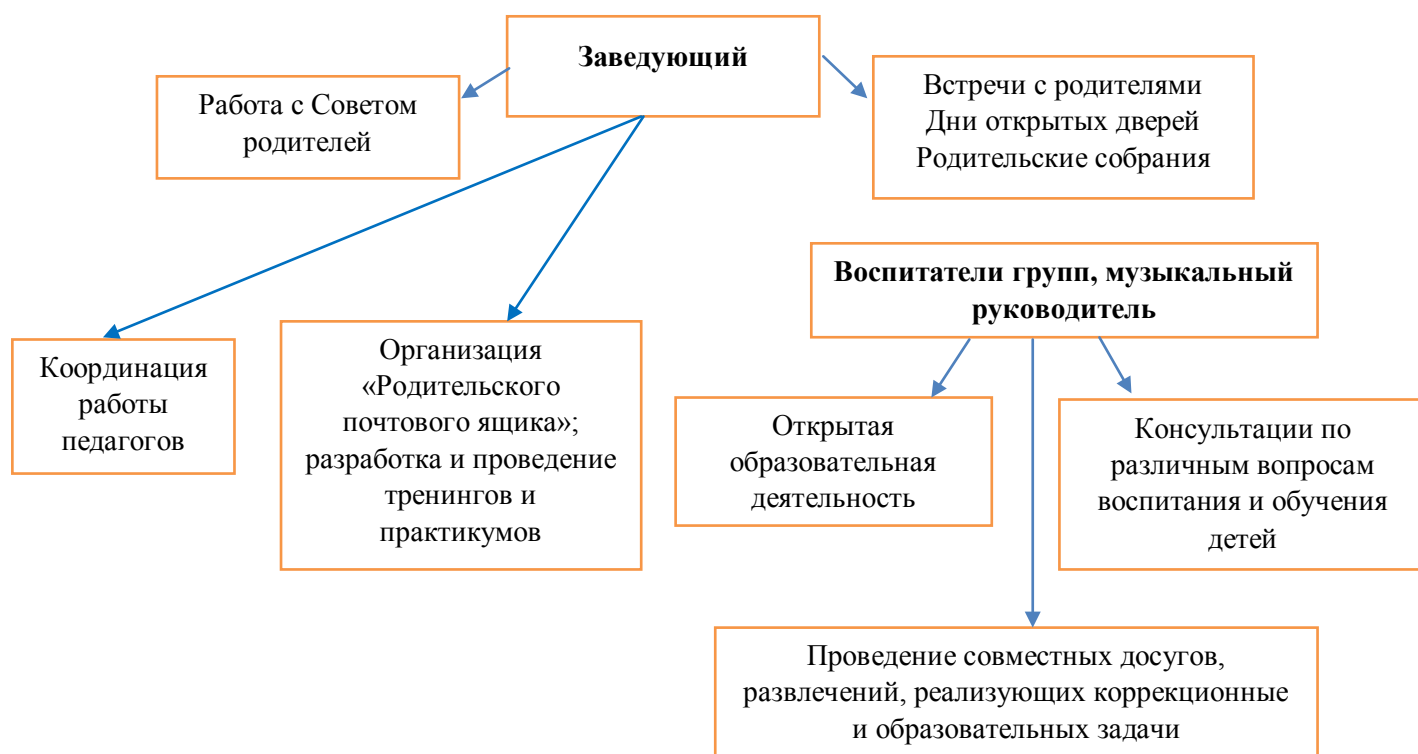 Заведующий
Работа с Советом
родителей
Встречи с родителями
Дни открытых дверей
Родительские собрания
Координация
работы
педагогов
Организация
«Родительского
почтового ящика»;
разработка и проведение
тренингов и
практикумов
Воспитатели групп, музыкальный
руководитель
Открытая
образовательная
деятельность
Консультации по
различным вопросам
воспитания и обучения
детей
Проведение совместных досугов,
развлечений, реализующих коррекционные
и образовательных задачи